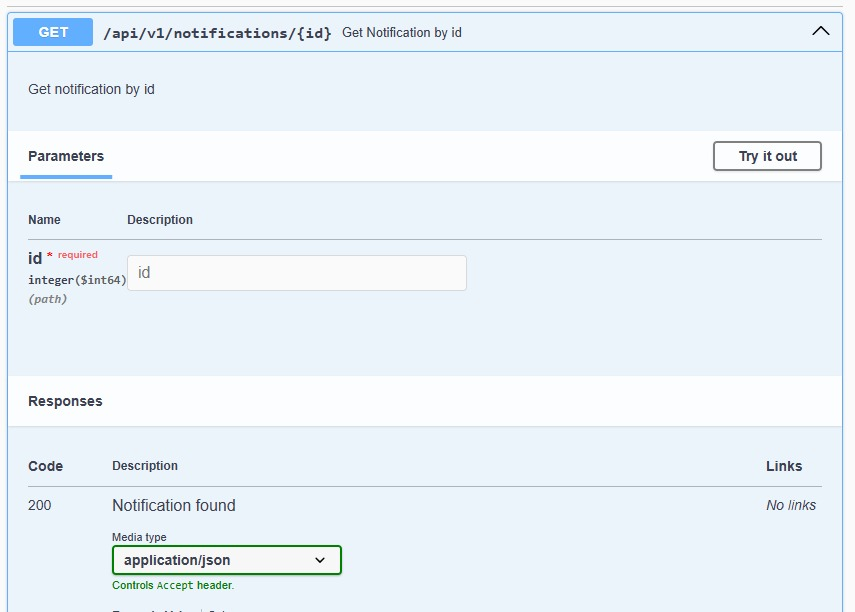 GET /api/v1/notifications/{id} Get Notification by id
Get notification by id
Parameters Try it out
Name Description
id * required
integer($int64)
(path)
id
Responses
Code Description Links
200 Notification found No links
Media type
application/json
Controls Accept header.